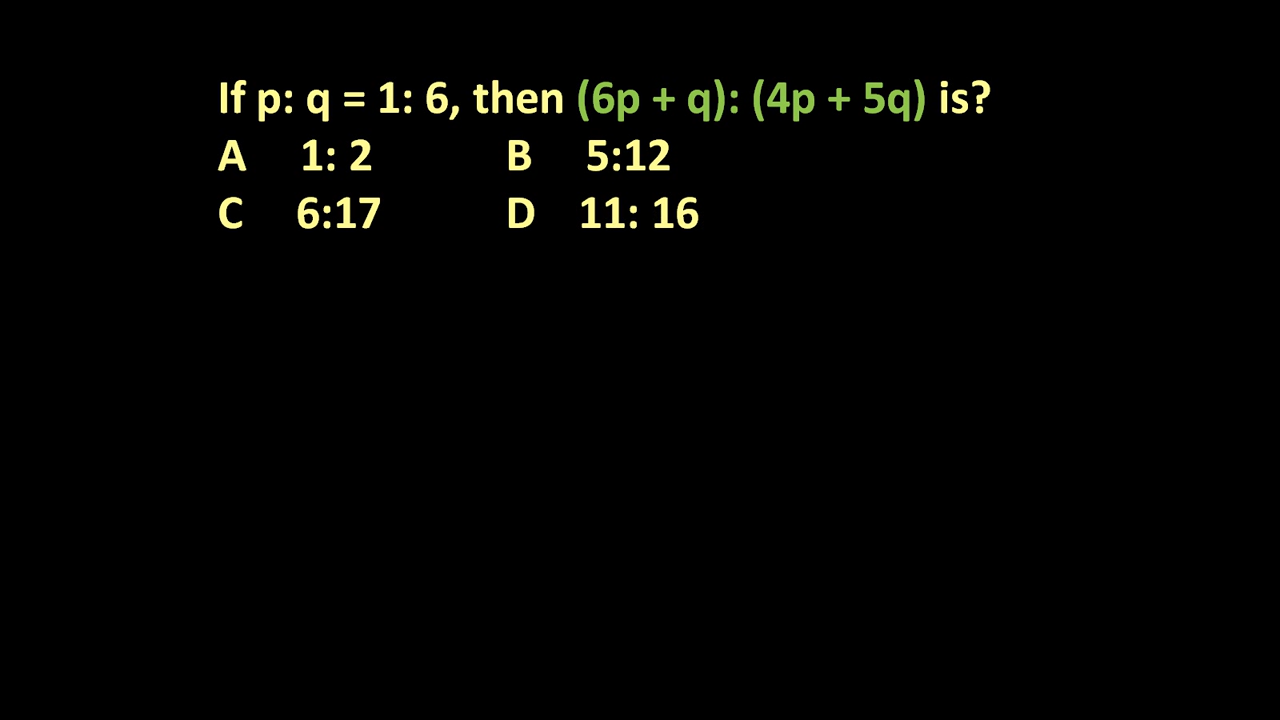 If p: q = 1: 6, then (6p + q): (4p + 5q) is?
A 1: 2 B 5:12
C 6:17 D 11: 16